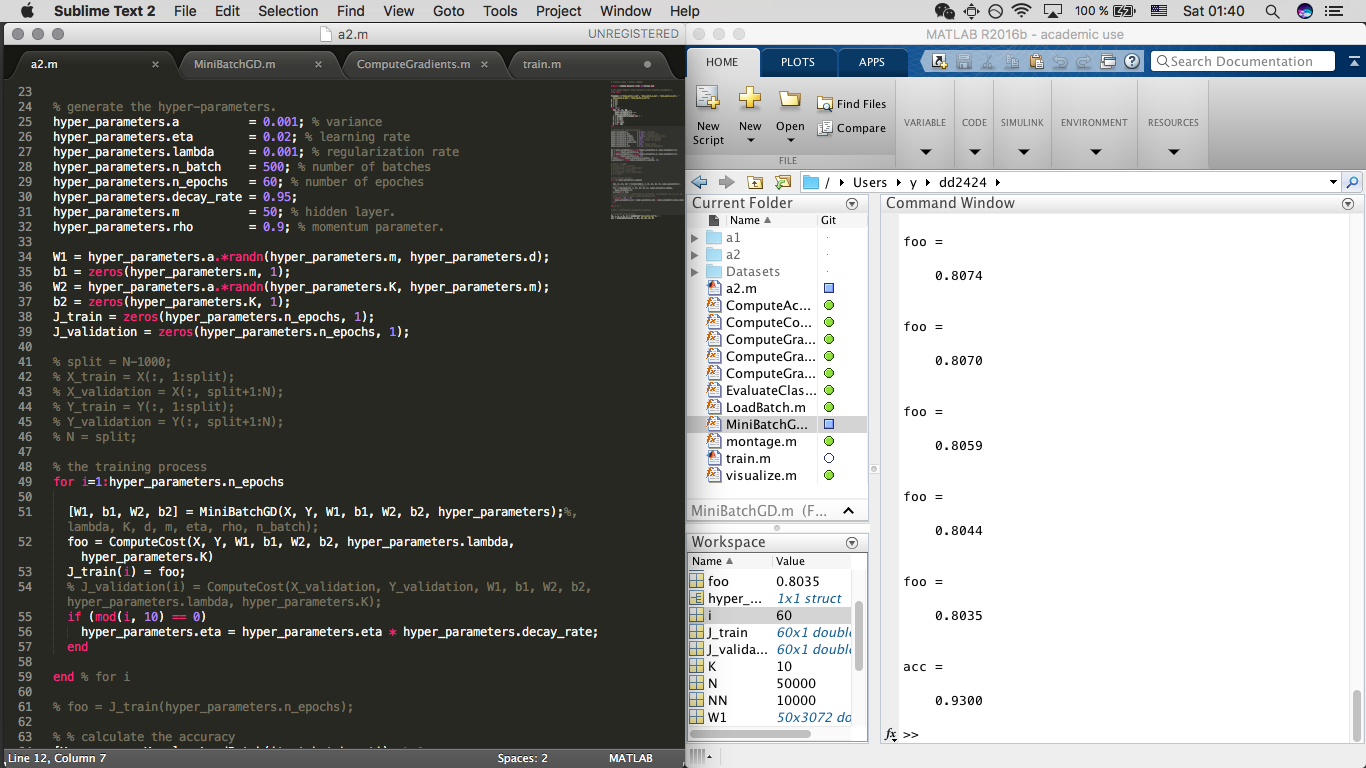 Sublime Text 2 File Edit Selection Find View Goto Tools Project Window Help 100 % Sat 01:40
a2.m UNREGISTERED
a2.m × MiniBatchGD.m × ComputeGradients.m × train.m
23
24 % generate the hyper-parameters.
25 hyper_parameters.a = 0.001; % variance
26 hyper_parameters.eta = 0.02; % learning rate
27 hyper_parameters.lambda = 0.001; % regularization rate
28 hyper_parameters.n_batch = 500; % number of batches
29 hyper_parameters.n_epochs = 60; % number of epoches
30 hyper_parameters.decay_rate = 0.95;
31 hyper_parameters.m = 50; % hidden layer.
32 hyper_parameters.rho = 0.9; % momentum parameter.
33
34 W1 = hyper_parameters.a.*randn(hyper_parameters.m, hyper_parameters.d);
35 b1 = zeros(hyper_parameters.m, 1);
36 W2 = hyper_parameters.a.*randn(hyper_parameters.K, hyper_parameters.m);
37 b2 = zeros(hyper_parameters.K, 1);
38 J_train = zeros(hyper_parameters.n_epochs, 1);
39 J_validation = zeros(hyper_parameters.n_epochs, 1);
40
41 % split = N-1000;
42 % X_train = X(:, 1:split);
43 % X_validation = X(:, split+1:N);
44 % Y_train = Y(:, 1:split);
45 % Y_validation = Y(:, split+1:N);
46 % N = split;
47
48 % the training process
49 for i=1:hyper_parameters.n_epochs
50
51 [W1, b1, W2, b2] = MiniBatchGD(X, Y, W1, b1, W2, b2, hyper_parameters);%,
lambda, K, d, m, eta, rho, n_batch);
52 foo = ComputeCost(X, Y, W1, b1, W2, b2, hyper_parameters.lambda,
hyper_parameters.K)
53 J_train(i) = foo;
54 % J_validation(i) = ComputeCost(X_validation, Y_validation, W1, b1, W2, b2,
hyper_parameters.lambda, hyper_parameters.K);
55 if (mod(i, 10) == 0)
56 hyper_parameters.eta = hyper_parameters.eta * hyper_parameters.decay_rate;
57 end
58
59 end % for i
60
61 % foo = J_train(hyper_parameters.n_epochs);
62
63 % % calculate the accuracy
Line 12, Column 7 Spaces: 2 MATLAB
MATLAB R2016b - academic use
HOME PLOTS APPS Search Documentation
New Script
New
Open
Find Files
Compare
FILE
VARIABLE CODE SIMULINK ENVIRONMENT RESOURCES
/ Users y dd2424
Current Folder
Name Git
a1
a2
Datasets
a2.m
ComputeAc...
ComputeCo...
ComputeGra...
ComputeGra...
ComputeGra...
EvaluateClas...
LoadBatch.m
MiniBatchG...
montage.m
train.m
visualize.m
MiniBatchGD.m (F...
Workspace
Name Value
foo 0.8035
hyper_... 1x1 struct
i 60
J_train 60x1 double
J_valida... 60x1 double
K 10
N 50000
NN 10000
W1 50x3072 do
Command Window
foo =
0.8074
foo =
0.8070
foo =
0.8059
foo =
0.8044
foo =
0.8035
acc =
0.9300
fx >>